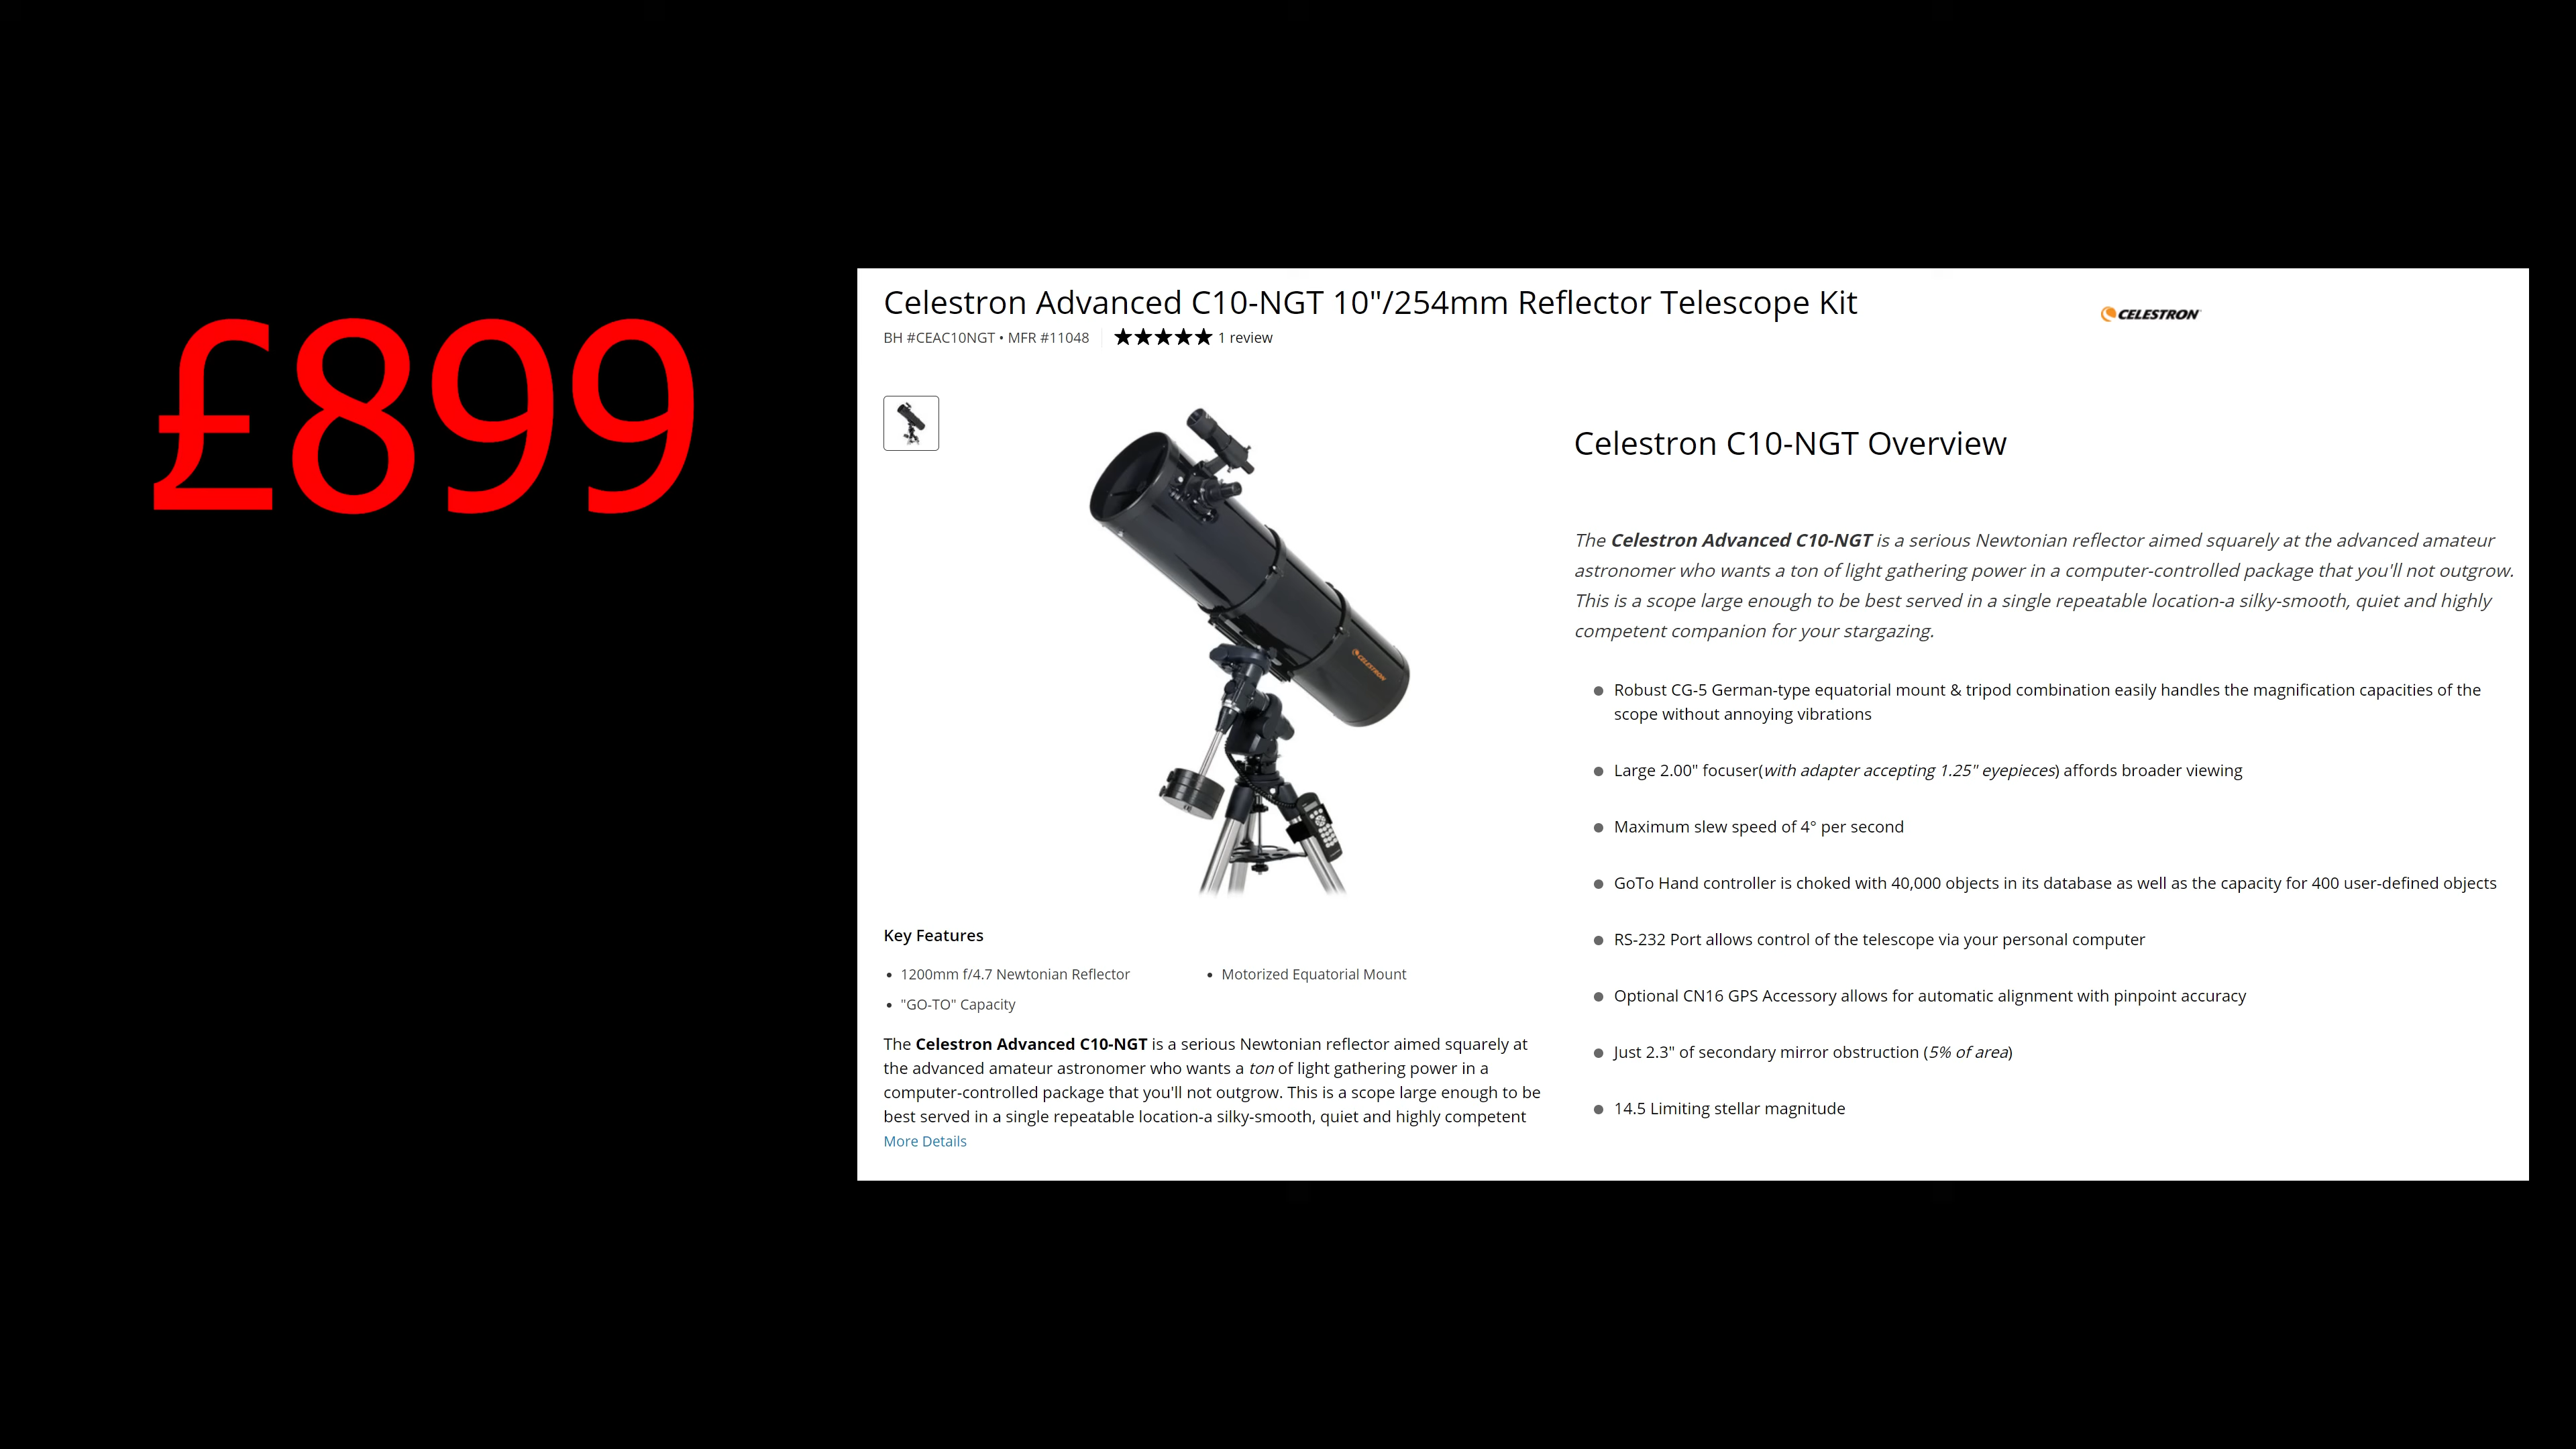 £899
Celestron Advanced C10-NGT 10"/254mm Reflector Telescope Kit
CELESTRON
BH #CEAC10NGT • MFR #11048
1 review
CELESTRON
Key Features
• 1200mm f/4.7 Newtonian Reflector
• Motorized Equatorial Mount
• "GO-TO" Capacity
The Celestron Advanced C10-NGT is a serious Newtonian reflector aimed squarely at
the advanced amateur astronomer who wants a ton of light gathering power in a
computer-controlled package that you'll not outgrow. This is a scope large enough to be
best served in a single repeatable location-a silky-smooth, quiet and highly competent
More Details
Celestron C10-NGT Overview
The Celestron Advanced C10-NGT is a serious Newtonian reflector aimed squarely at the advanced amateur
astronomer who wants a ton of light gathering power in a computer-controlled package that you'll not outgrow.
This is a scope large enough to be best served in a single repeatable location-a silky-smooth, quiet and highly
competent companion for your stargazing.
• Robust CG-5 German-type equatorial mount & tripod combination easily handles the magnification capacities of the
scope without annoying vibrations
• Large 2.00" focuser(with adapter accepting 1.25" eyepieces) affords broader viewing
• Maximum slew speed of 4° per second
• GoTo Hand controller is choked with 40,000 objects in its database as well as the capacity for 400 user-defined objects
• RS-232 Port allows control of the telescope via your personal computer
• Optional CN16 GPS Accessory allows for automatic alignment with pinpoint accuracy
• Just 2.3" of secondary mirror obstruction (5% of area)
• 14.5 Limiting stellar magnitude